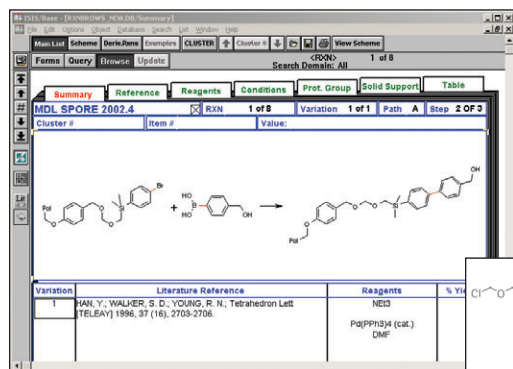 ISIS/Base - [RXNBROWS_NEW.DB/Summary]
File Edit Options Object Database Search List Window Help
Main List Scheme Deriv./tons Exemples CLUSTER Cluster # View Scheme
Forms Query Browse Update <RXN> 1 of 8
Search Domain: All
Summary Reference Reagents Conditions Prot. Group Solid Support Table
MDL SPORE 2002.4 RXN 1 of 8 Variation 1 of 1 Path A Step 2 OF 3
Cluster # Item # Value:
Pol O O O Si Br + HO B HO OH Pol O O O Si OH
Variation Literature Reference Reagents % Yi
1 HAN, Y.; WALKER, S. D.; YOUNG, R. N.; Tetrahedron Lett NEt3
[TELEAY] 1996, 37 (16), 2703-2706.
Pd(PPh3)4 (cat.)
DMF
Cl O